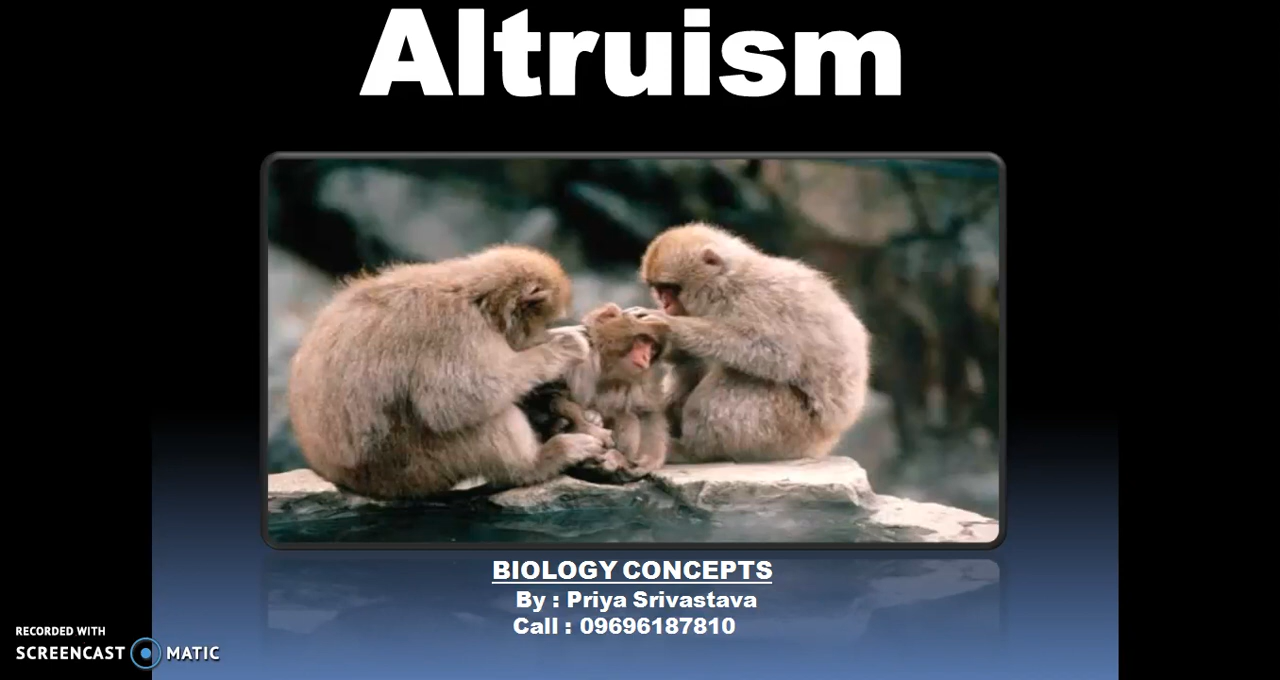 Altruism
BIOLOGY CONCEPTS
By : Priya Srivastava
Call : 09696187810
RECORDED WITH
SCREENCAST MATIC